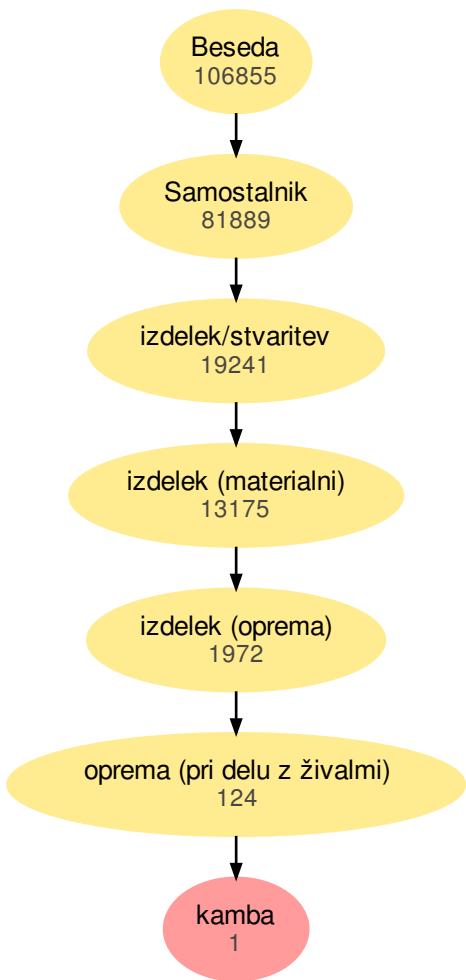 Beseda
106855
Samostalnik
81889
izdelek/stvaritev
19241
izdelek (materialni)
13175
izdelek (oprema)
1972
oprema (pri delu z živalmi)
124
kamba
1